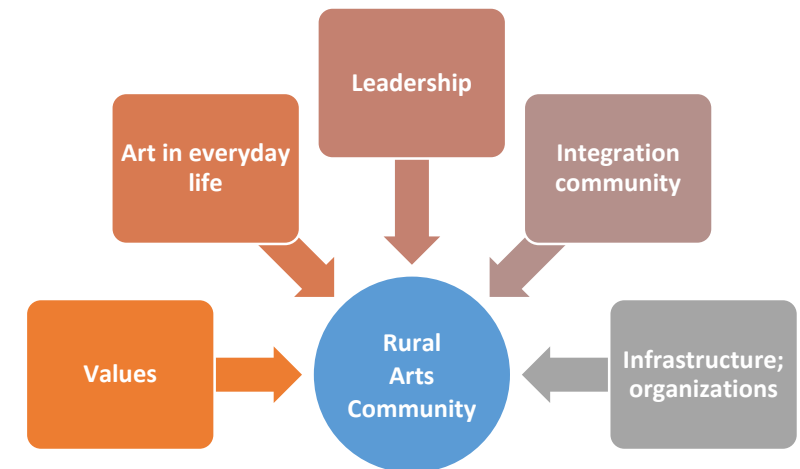 Leadership
Art in everyday
life
Integration
community
Values
Rural
Arts
Community
Infrastructure;
organizations